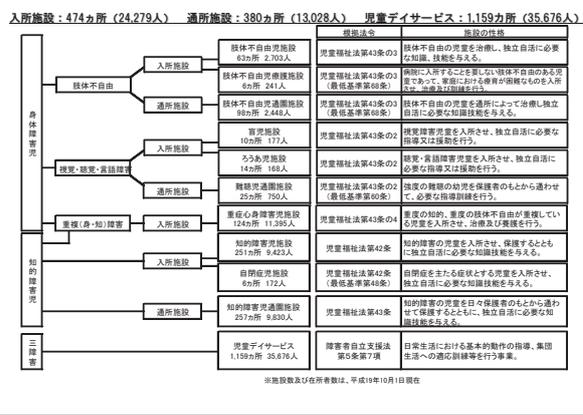 入所施設：474ヵ所（24,279人）　通所施設：380ヵ所（13,028人）　児童デイサービス：1,159カ所（35,676人）
根拠法令　施設の性格
身体障害児
肢体不自由
入所施設
肢体不自由児施設
63ヵ所　2,703人
児童福祉法第43条の3
肢体不自由の児童を治療し、独立自活に必要
な知識、技能を与える。
肢体不自由児療護施設
6ヵ所　241人
児童福祉法第43条の3
（最低基準第68条）
病院に入所することを要しない肢体不自由のある児
童であって、家庭における療育が困難なものを入所
させ、治療及び訓練を行う。
通所施設
肢体不自由児通園施設
98ヵ所　2,448人
児童福祉法第43条の3
（最低基準第68条）
肢体不自由の児童を通所によって治療し独立
自活に必要な知識技能を与える。
視覚・聴覚・言語障害
入所施設
盲児施設
10ヵ所　177人
児童福祉法第43条の2
視覚障害児童を入所させ、独立自活に必要な
指導又は援助を行う。
ろうあ児施設
14ヵ所　168人
児童福祉法第43条の2
聴覚・言語障害児童を入所させ、独立自活に
必要な指導又は援助を行う。
通所施設
難聴児通園施設
25ヵ所　750人
児童福祉法第43条の2
（最低基準第60条）
強度の難聴の幼児を保護者のもとから通わせ
て、必要な指導訓練を行う。
重複（身・知）障害
入所施設
重症心身障害児施設
124ヵ所　11,395人
児童福祉法第43条の4
重度の知的、重度の肢体不自由が重複してい
る児童を入所させ、治療及び養護を行う。
知的障害児
入所施設
知的障害児施設
251ヵ所　9,423人
児童福祉法第42条
知的障害の児童を入所させ、保護するととも
に独立自活に必要な知識技能を与える。
自閉症児施設
6ヵ所　172人
児童福祉法第42条
（最低基準第48条）
自閉症を主たる症状とする児童を入所させ、
独立自活に必要な知識技能を与える。
通所施設
知的障害児通園施設
257ヵ所　9,830人
児童福祉法第43条
知的障害の児童を日々保護者のもとから通わ
せて保護するとともに、独立自活に必要な知
識技能を与える。
三障害
児童デイサービス
1,159ヵ所　35,676人
障害者自立支援法
第5条第7項
日常生活における基本的動作の指導、集団
生活への適応訓練等を行う事業。
※施設数及び在所者数は、平成19年10月1日現在